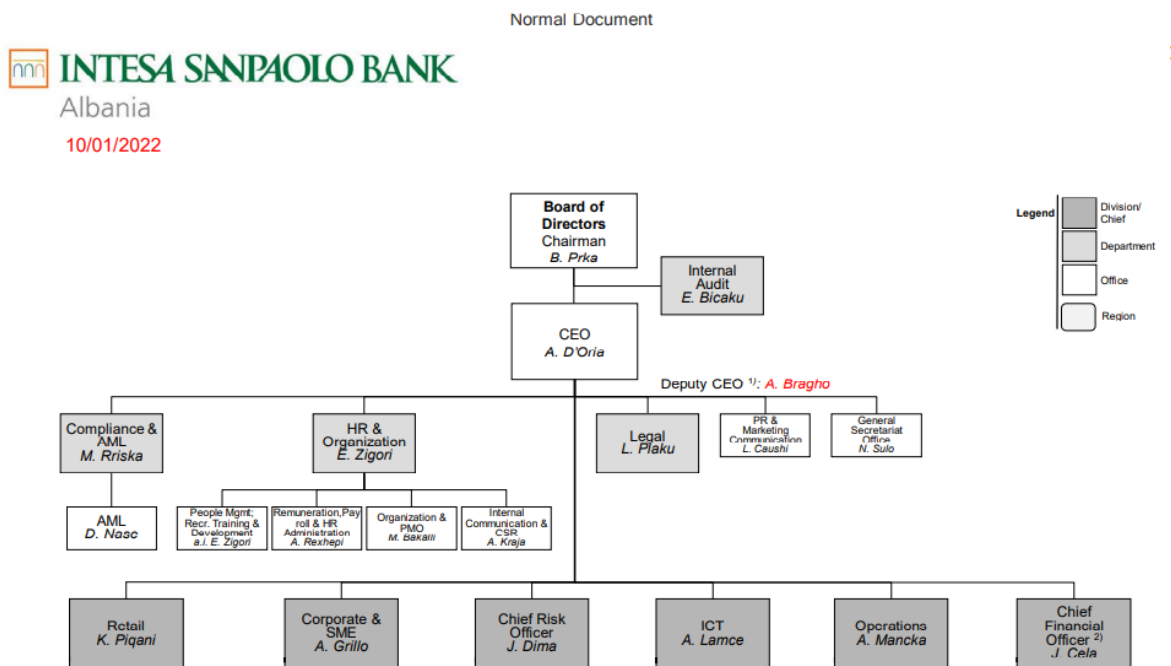 Normal Document
INTESA SANPAOLO BANK
Albania
10/01/2022
Board of
Directors
Chairman
B. Prka
Legend
Division/
Chief
Department
Office
Region
Internal
Audit
E. Bicaku
CEO
A. D'Oria
Deputy CEO 1): A. Bragho
Compliance &
AML
M. Rriska
HR &
Organization
E. Zigori
Legal
L. Plaku
PR &
Marketing
Communication
L. Caushi
General
Secretariat
Office
N. Sulo
AML
D. Nase
People Mgmt;
Recr. Training &
Development
a.i. E. Zigori
Remuneration,Pay
roll & HR
Administration
A. Rexhepi
Organization &
PMO
M. Bakalli
Internal
Communication &
CSR
A. Kraja
Retail
K. Piqani
Corporate &
SME
A. Grillo
Chief Risk
Officer
J. Dima
ICT
A. Lamce
Operations
A. Mancka
Chief
Financial
Officer 2)
J. Cela